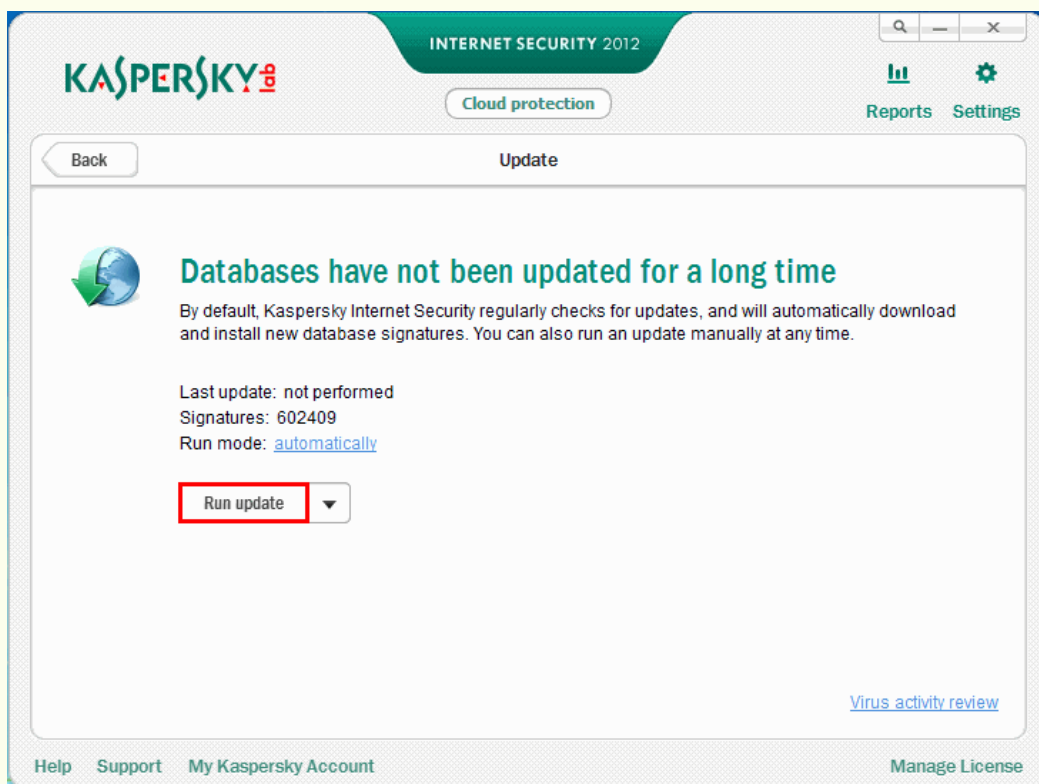 INTERNET SECURITY 2012
KASPERSKY lab
Cloud protection
Reports Settings
Back
Update
Databases have not been updated for a long time
By default, Kaspersky Internet Security regularly checks for updates, and will automatically download
and install new database signatures. You can also run an update manually at any time.
Last update: not performed
Signatures: 602409
Run mode: automatically
Run update
Virus activity review
Help Support My Kaspersky Account Manage License